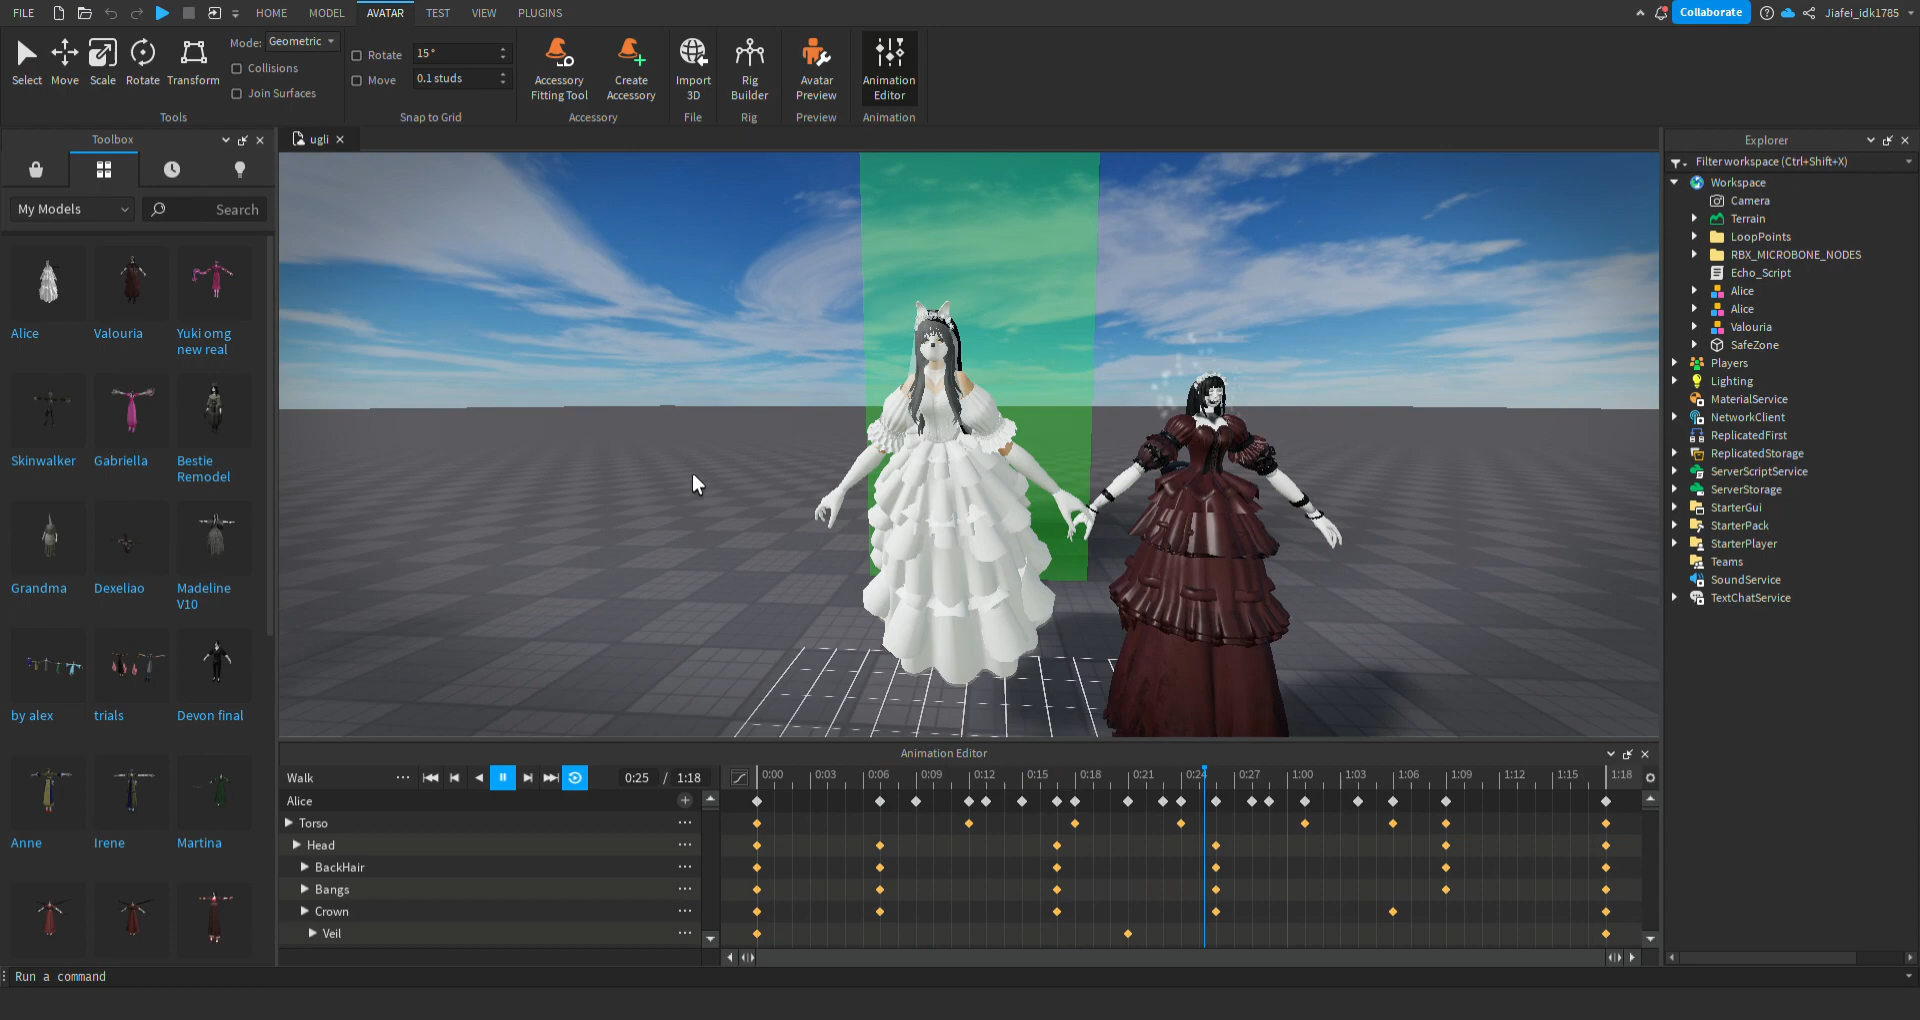 FILE HOME MODEL AVATAR TEST VIEW PLUGINS Collaborate Jiafei_idk1785
Select Move Scale Rotate Transform
Mode: Geometric
Collisions
Join Surfaces
Tools
Rotate 15°
Move 0.1 studs
Snap to Grid
Accessory
Fitting Tool
Create
Accessory
Accessory
Import
3D
File
Rig
Builder
Rig
Avatar
Preview
Preview
Animation
Editor
Animation
Toolbox
My Models Search
Alice Valouria Yuki omg
new real
Skinwalker Gabriella Bestie
Remodel
Grandma Dexeliao Madeline
V10
by alex trials Devon final
Anne Irene Martina
ugli
Explorer
Filter workspace (Ctrl+Shift+X)
Workspace
Camera
Terrain
LoopPoints
RBX_MICROBONE_NODES
Echo_Script
Alice
Alice
Valouria
SafeZone
Players
Lighting
MaterialService
NetworkClient
ReplicatedFirst
ReplicatedStorage
ServerScriptService
ServerStorage
StarterGui
StarterPack
StarterPlayer
Teams
SoundService
TextChatService
Animation Editor
Walk 0:25 / 1:18
0:00 0:03 0:06 0:09 0:12 0:15 0:18 0:21 0:24 0:27 1:00 1:03 1:06 1:09 1:12 1:15 1:18
Alice
Torso
Head
BackHair
Bangs
Crown
Veil
Run a command